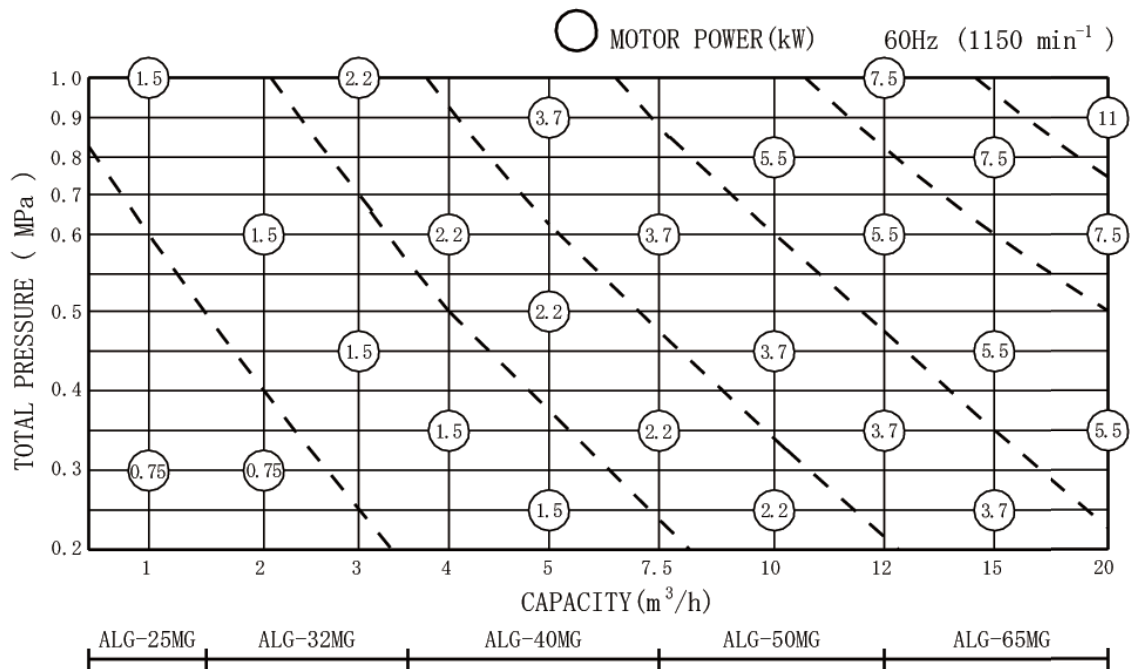 MOTOR POWER(kW) 60Hz (1150 min⁻¹ )
1.0 1.5 2.2 7.5
0.9 3.7 11
0.8 5.5 7.5
0.7
0.6 1.5 2.2 3.7 5.5 7.5
0.5 2.2
1.5 3.7 5.5
0.4
1.5 2.2 3.7 5.5
0.3 0.75 0.75
1.5 2.2 3.7
0.2
TOTAL PRESSURE ( MPa)
1 2 3 4 5 7.5 10 12 15 20
CAPACITY(m³/h)
ALG-25MG ALG-32MG ALG-40MG ALG-50MG ALG-65MG